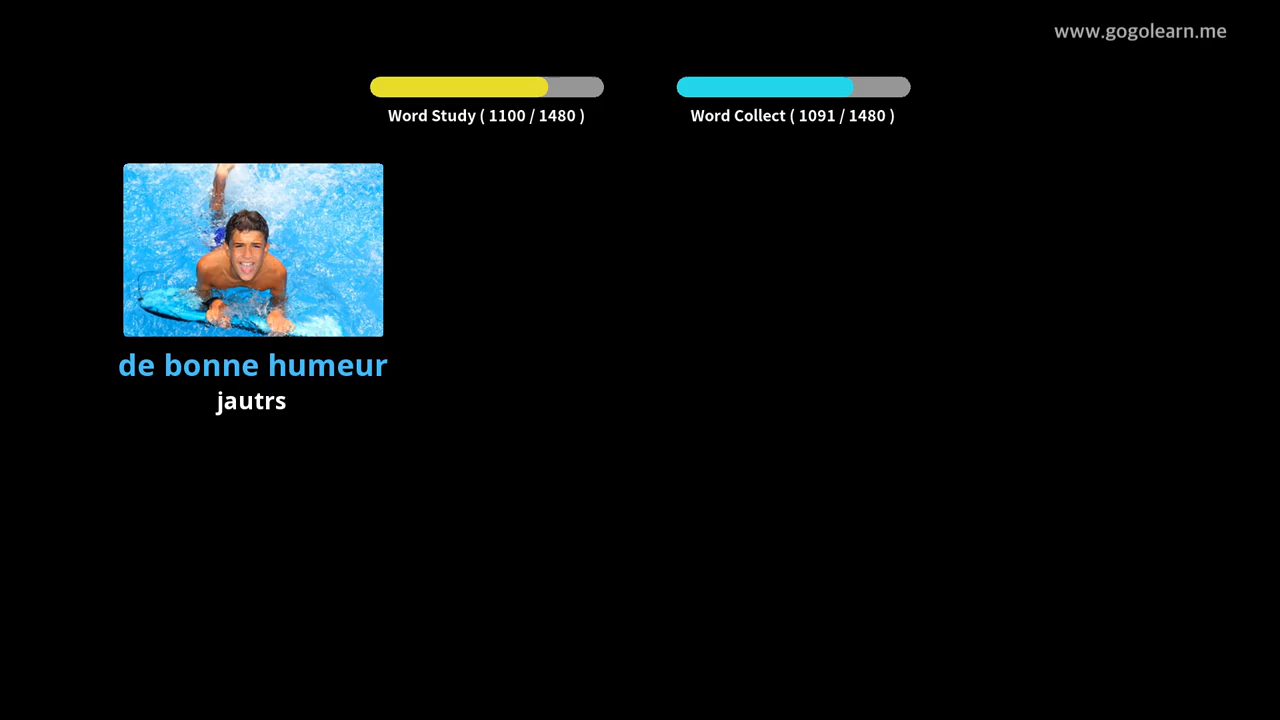 www.gogolearn.me
Word Study ( 1100 / 1480 )
Word Collect ( 1091 / 1480 )
de bonne humeur
jautrs